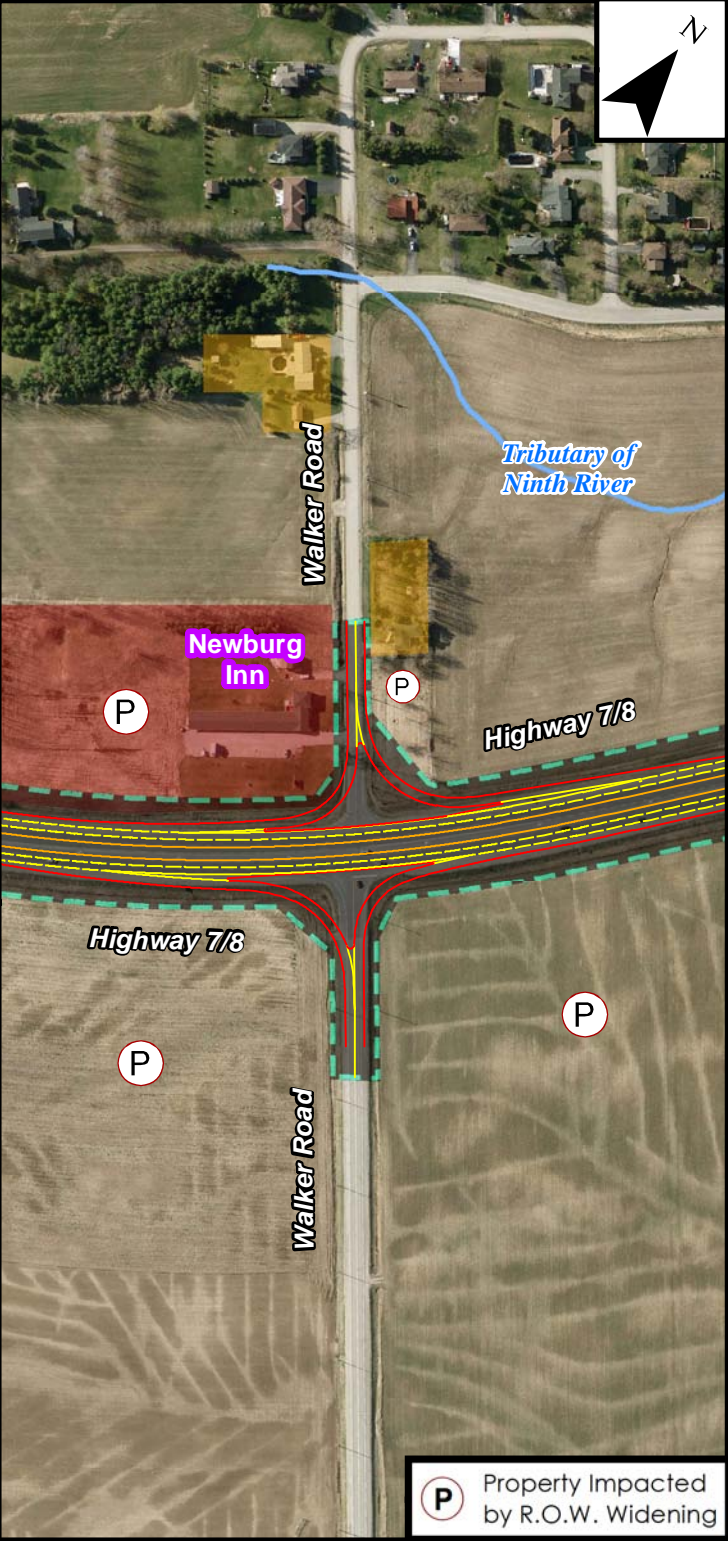 N
Tributary of
Ninth River
Walker Road
Newburg
Inn
P
P
Highway 7/8
Highway 7/8
P
P
Walker Road
P
Property Impacted
by R.O.W. Widening